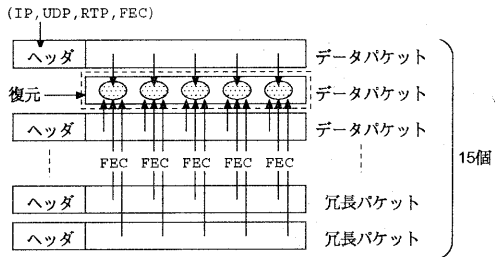 (IP,UDP,RTP,FEC)
ヘッダ データパケット
復元 データパケット
ヘッダ データパケット
FEC FEC FEC FEC FEC
15個
ヘッダ 冗長パケット
ヘッダ 冗長パケット